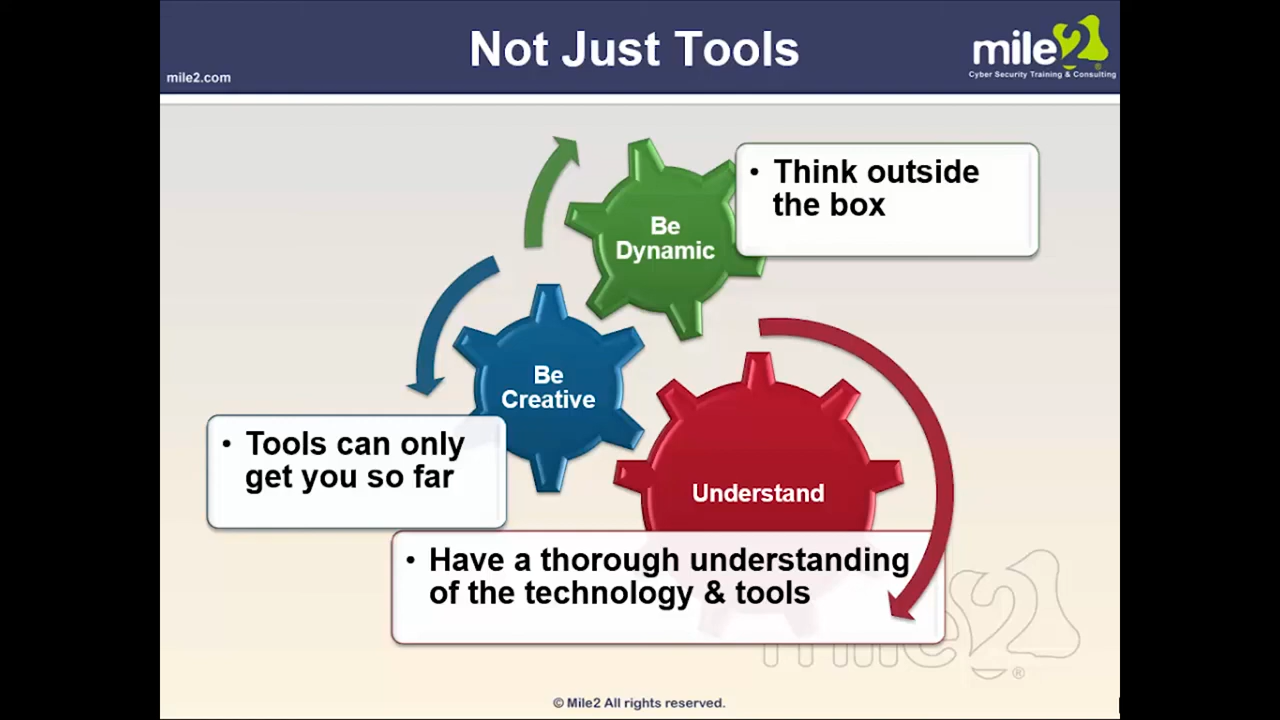 Not Just Tools
mile2.com
mile2®
Cyber Security Training & Consulting
Be
Dynamic
• Think outside
the box
Be
Creative
• Tools can only
get you so far
Understand
• Have a thorough understanding
of the technology & tools
mile2®
© Mile2 All rights reserved.